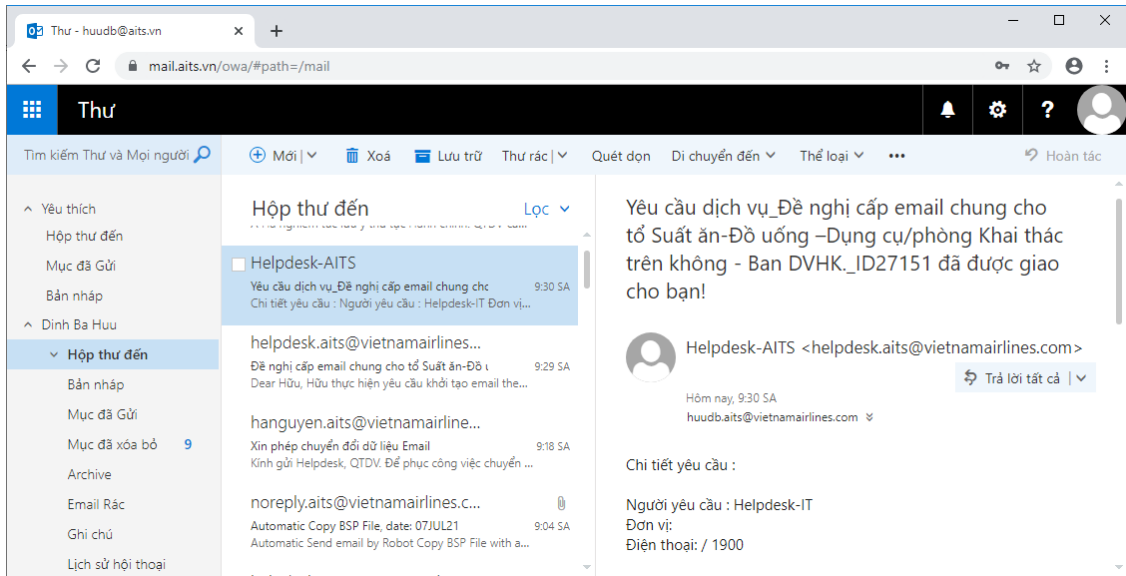 Thư - huudb@aits.vn
mail.aits.vn/owa/#path=/mail
Thư
Tìm kiếm Thư và Mọi người
Mới
Xoá
Lưu trữ
Thư rác
Quét dọn
Di chuyển đến
Thể loại
Hoàn tác
Yêu thích
Hộp thư đến
Mục đã Gửi
Bản nháp
Dinh Ba Huu
Hộp thư đến
Bản nháp
Mục đã Gửi
Mục đã xóa bỏ 9
Archive
Email Rác
Ghi chú
Lịch sử hội thoại
Hộp thư đến
Lọc
Helpdesk-AITS
Yêu cầu dịch vụ_Đề nghị cấp email chung chc 9:30 SA
Chi tiết yêu cầu : Người yêu cầu : Helpdesk-IT Đơn vị...
helpdesk.aits@vietnamairlines...
Đề nghị cấp email chung cho tổ Suất ăn-Đồ ι 9:29 SA
Dear Hữu, Hữu thực hiện yêu cầu khởi tạo email the...
hanguyen.aits@vietnamairline...
Xin phép chuyển đổi dữ liệu Email 9:18 SA
Kính gửi Helpdesk, QTDV. Để phục công việc chuyển ...
noreply.aits@vietnamairlines.c...
Automatic Copy BSP File, date: 07JUL21 9:04 SA
Automatic Send email by Robot Copy BSP File with a...
Yêu cầu dịch vụ_Đề nghị cấp email chung cho
tổ Suất ăn-Đồ uống –Dụng cụ/phòng Khai thác
trên không - Ban DVHK._ID27151 đã được giao
cho bạn!
Helpdesk-AITS <helpdesk.aits@vietnamairlines.com>
Trả lời tất cả
Hôm nay, 9:30 SA
huudb.aits@vietnamairlines.com
Chi tiết yêu cầu :
Người yêu cầu : Helpdesk-IT
Đơn vị:
Điện thoại: / 1900